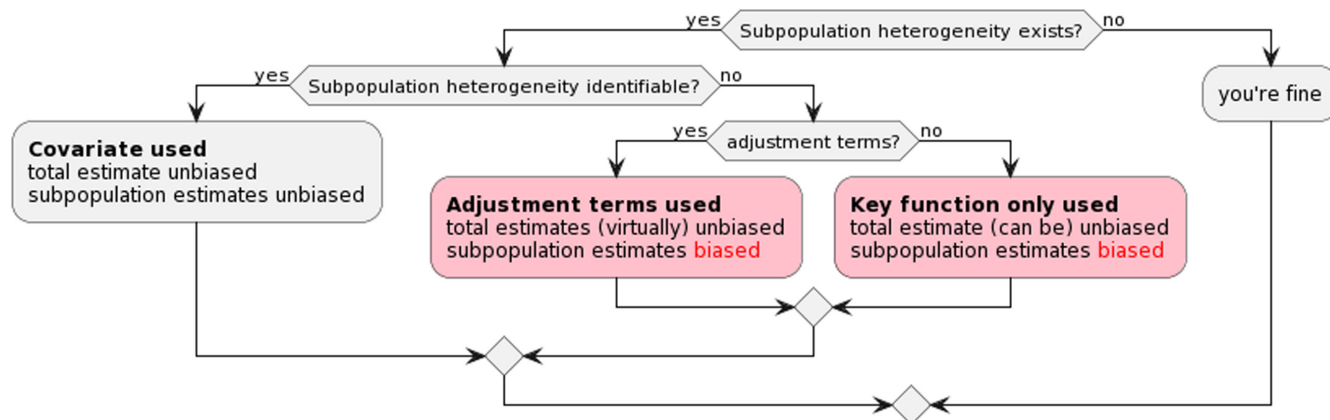 yes
Subpopulation heterogeneity exists?
no
yes
Subpopulation heterogeneity identifiable?
no
you're fine
Covariate used
total estimate unbiased
subpopulation estimates unbiased
yes
adjustment terms?
no
Adjustment terms used
total estimates (virtually) unbiased
subpopulation estimates biased
Key function only used
total estimate (can be) unbiased
subpopulation estimates biased